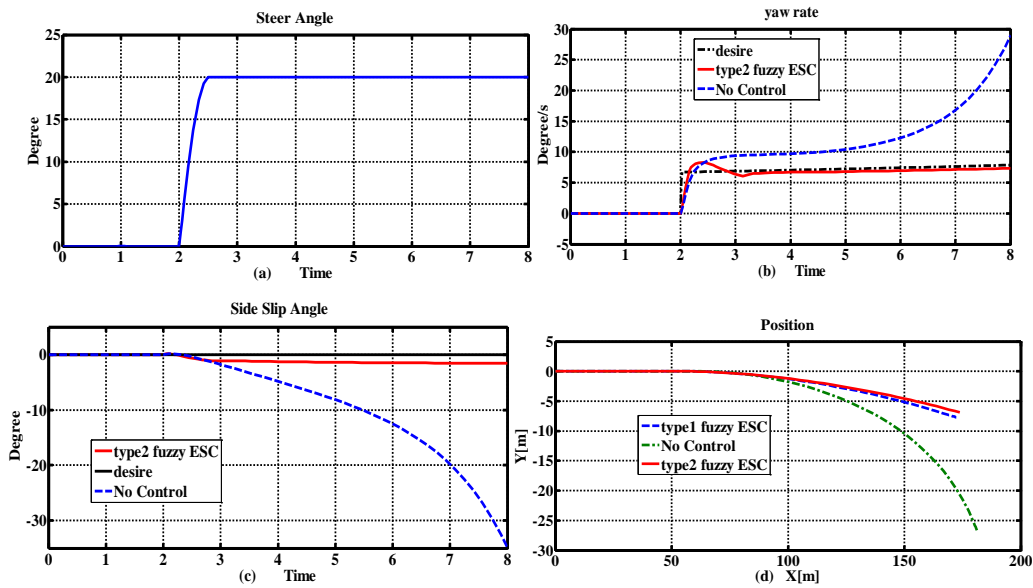 Steer Angle
25
20
15
10
5
0
Degree
0 1 2 3 4 5 6 7 8
(a) Time
yaw rate
30
25
20
15
10
5
0
-5
Degree/s
desire
type2 fuzzy ESC
No Control
0 1 2 3 4 5 6 7 8
(b) Time
Side Slip Angle
0
-10
-20
-30
Degree
type2 fuzzy ESC
desire
No Control
0 1 2 3 4 5 6 7 8
(c) Time
Position
5
0
-5
-10
-15
-20
-25
-30
Y[m]
type1 fuzzy ESC
No Control
type2 fuzzy ESC
0 50 100 150 200
(d) X[m]